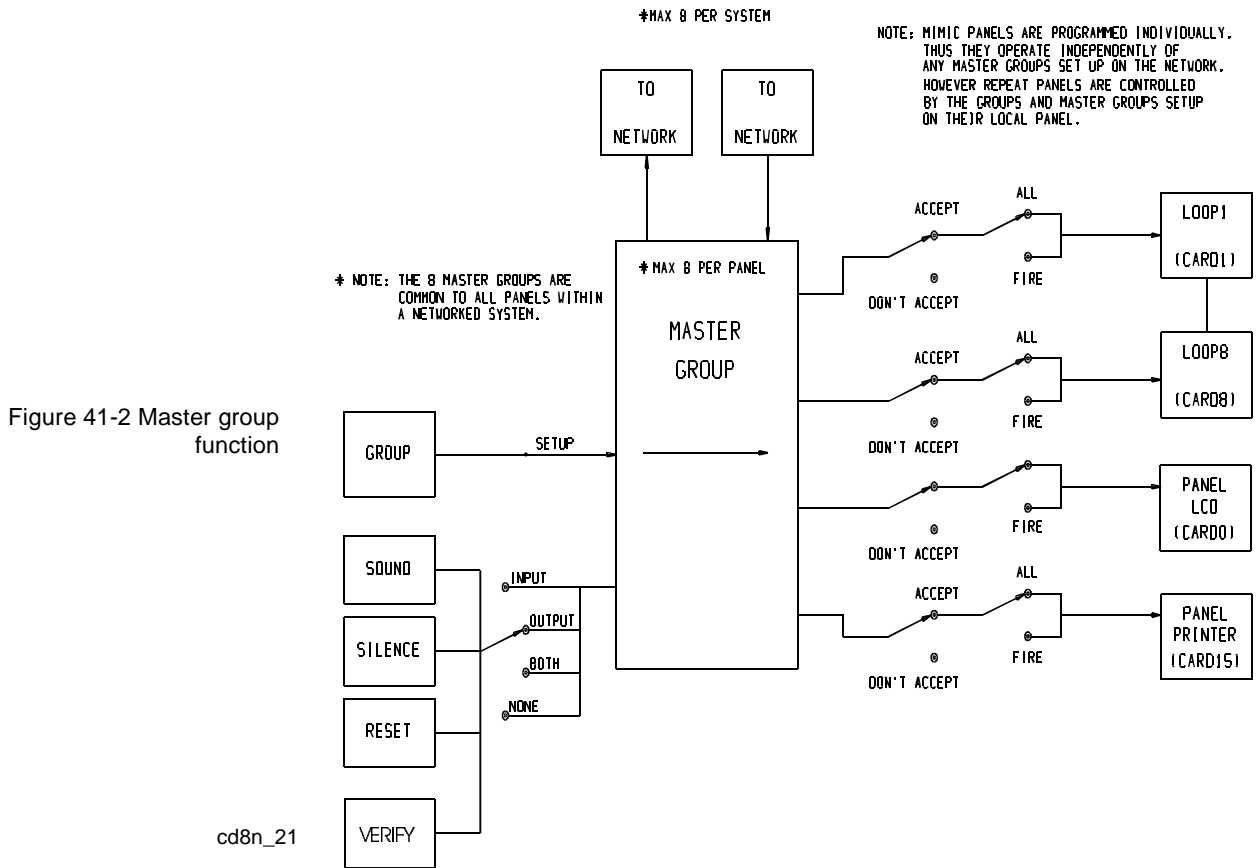 #MAX 8 PER SYSTEM
NOTE: MIMIC PANELS ARE PROGRAMMED INDIVIDUALLY.
THUS THEY OPERATE INDEPENDENTLY OF
ANY MASTER GROUPS SET UP ON THE NETWORK.
HOWEVER REPEAT PANELS ARE CONTROLLED
BY THE GROUPS AND MASTER GROUPS SETUP
ON THEIR LOCAL PANEL.
TO
NETWORK
TO
NETWORK
# NOTE: THE 8 MASTER GROUPS ARE
COMMON TO ALL PANELS WITHIN
A NETWORKED SYSTEM.
#MAX 8 PER PANEL
MASTER
GROUP
Figure 41-2 Master group
function
GROUP
SETUP
SOUND
SILENCE
RESET
VERIFY
INPUT
OUTPUT
BOTH
NONE
ACCEPT
DON'T ACCEPT
ALL
FIRE
LOOP1
(CARD1)
ACCEPT
DON'T ACCEPT
ALL
FIRE
LOOP8
(CARD8)
DON'T ACCEPT
FIRE
PANEL
LCD
(CARD0)
ACCEPT
DON'T ACCEPT
ALL
FIRE
PANEL
PRINTER
(CARD15)
cd8n_21